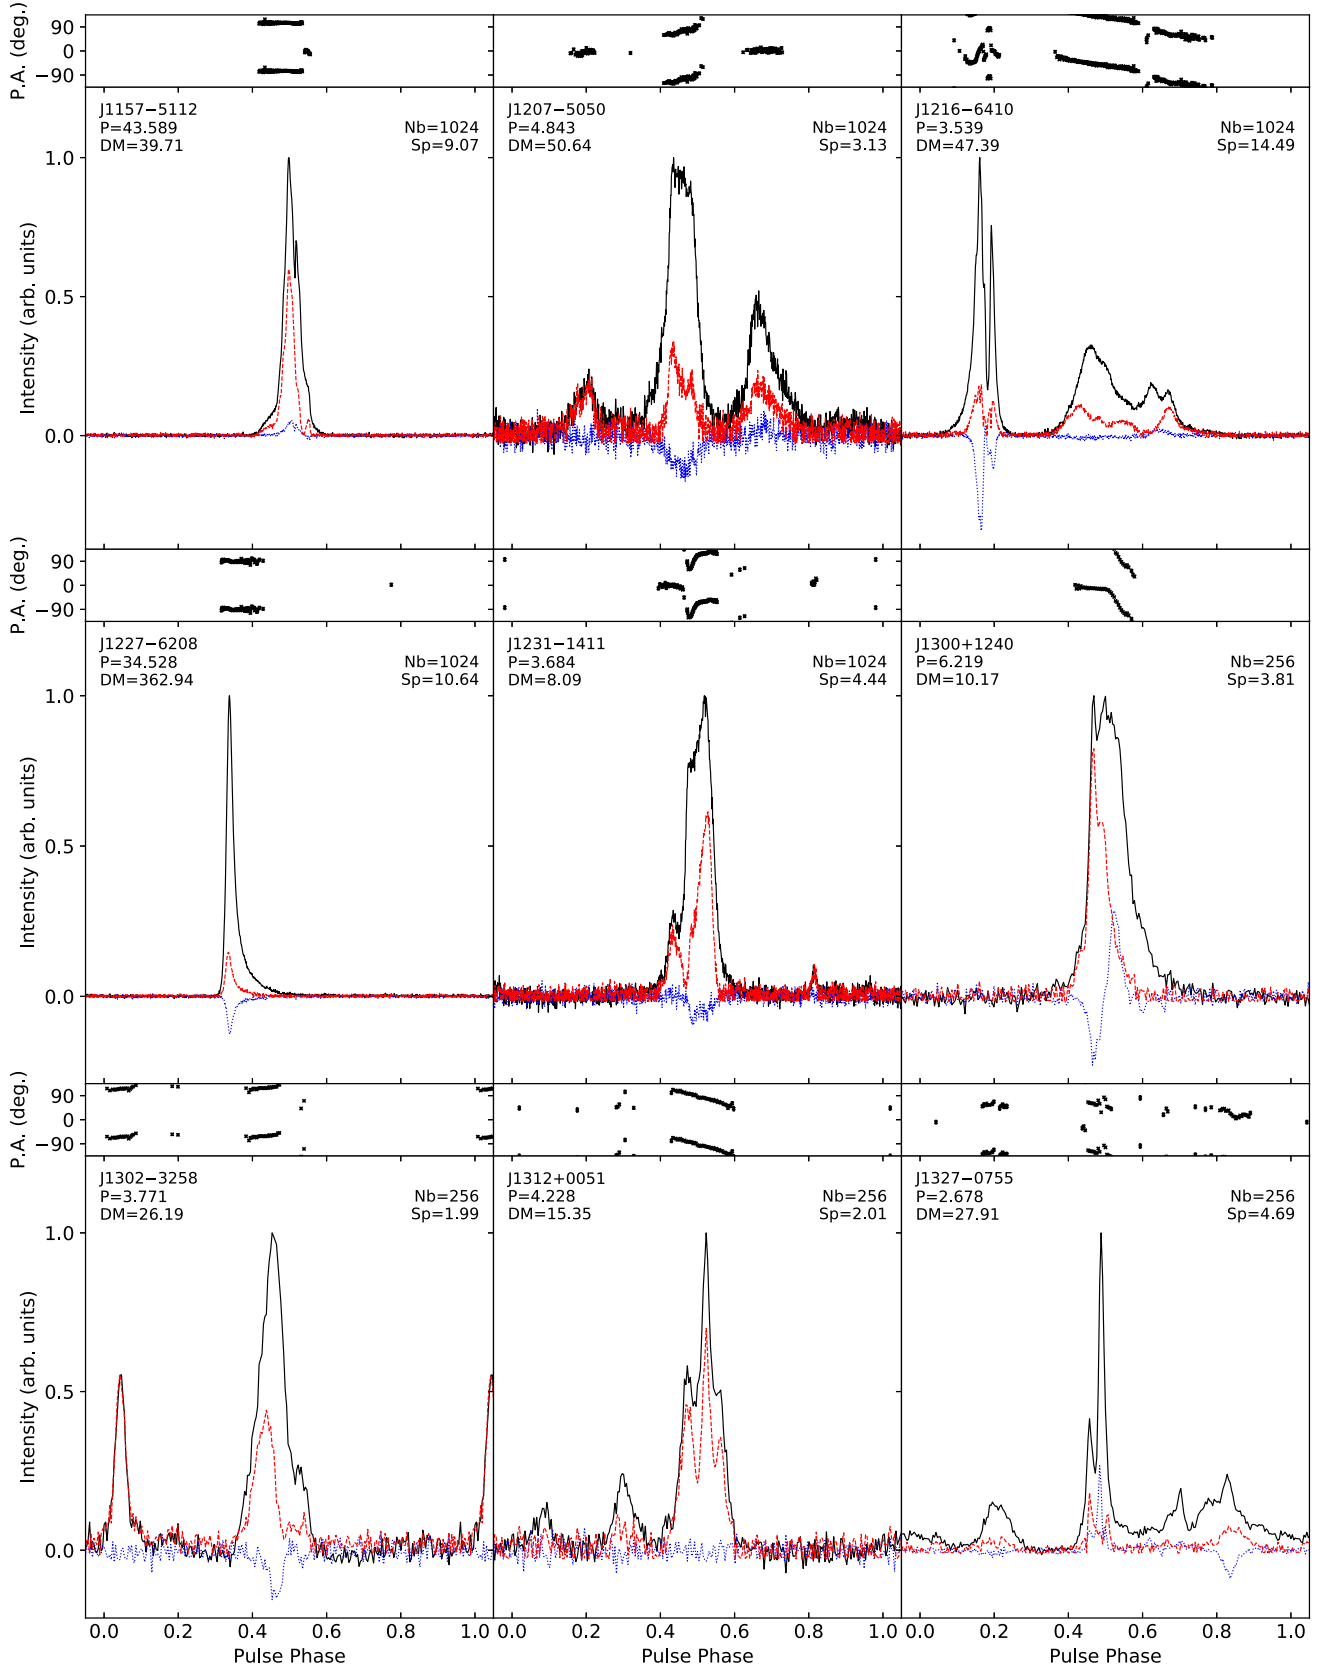 P.A. (deg.)
90
0
−90
J1157−5112
P=43.589
DM=39.71
Nb=1024
Sp=9.07
J1207−5050
P=4.843
DM=50.64
Nb=1024
Sp=3.13
J1216−6410
P=3.539
DM=47.39
Nb=1024
Sp=14.49
Intensity (arb. units)
1.0
0.5
0.0
P.A. (deg.)
90
0
−90
J1227−6208
P=34.528
DM=362.94
Nb=1024
Sp=10.64
J1231−1411
P=3.684
DM=8.09
Nb=1024
Sp=4.44
J1300+1240
P=6.219
DM=10.17
Nb=256
Sp=3.81
Intensity (arb. units)
1.0
0.5
0.0
P.A. (deg.)
90
0
−90
J1302−3258
P=3.771
DM=26.19
Nb=256
Sp=1.99
J1312+0051
P=4.228
DM=15.35
Nb=256
Sp=2.01
J1327−0755
P=2.678
DM=27.91
Nb=256
Sp=4.69
Intensity (arb. units)
1.0
0.5
0.0
0.0 0.2 0.4 0.6 0.8 1.0
0.0 0.2 0.4 0.6 0.8 1.0
0.0 0.2 0.4 0.6 0.8 1.0
Pulse Phase
Pulse Phase
Pulse Phase